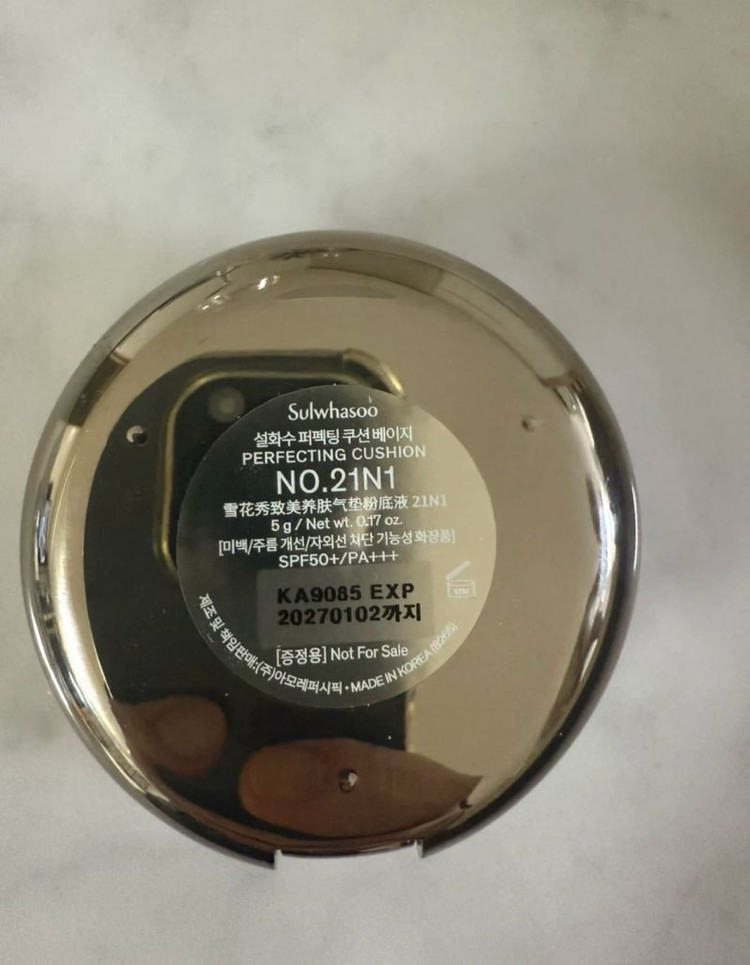 Sulwhasoo
설화수 퍼펙팅 쿠션 베이지
PERFECTING CUSHION
NO.21N1
雪花秀致美养肤气垫粉底液 21N1
5 g / Net wt. 0.17 oz.
[미백/주름 개선/자외선 차단 기능성 화장품]
SPF50+/PA+++
KA9085 EXP
20270102까지
[증정용] Not For Sale
제조 및 책임판매:(주)아모레퍼시픽 • MADE IN KOREA